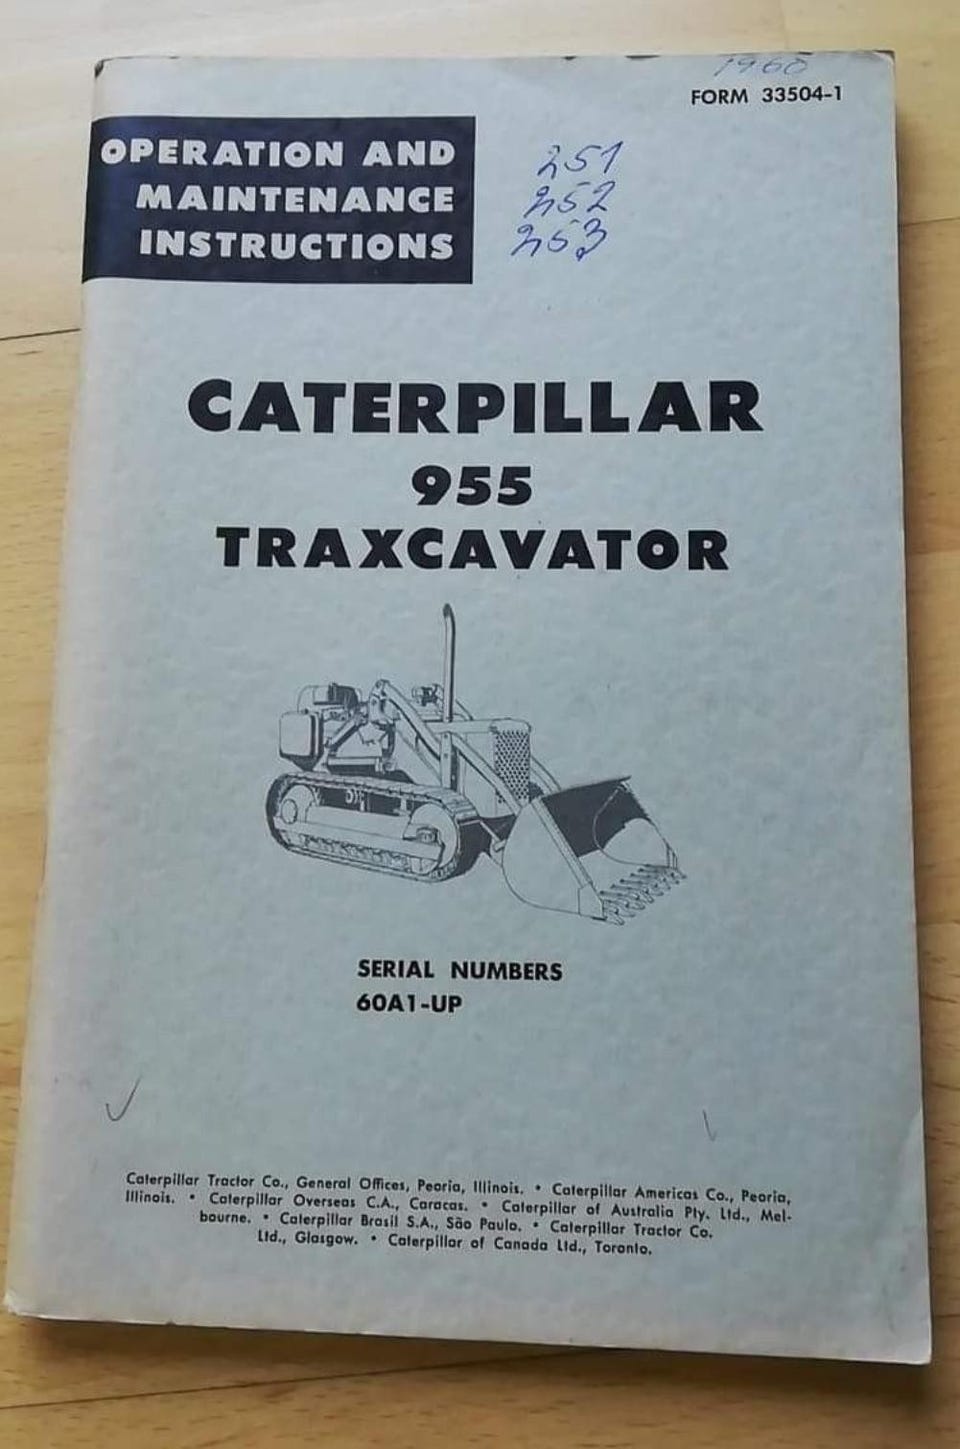 1960
FORM 33504-1
OPERATION AND
MAINTENANCE
INSTRUCTIONS
251
252
253
CATERPILLAR
955
TRAXCAVATOR
SERIAL NUMBERS
60A1-UP
Caterpillar Tractor Co., General Offices, Peoria, Illinois. • Caterpillar Americas Co., Peoria,
Illinois. • Caterpillar Overseas C.A., Caracas. • Caterpillar of Australia Pty. Ltd., Mel-
bourne. • Caterpillar Brasil S.A., São Paulo. • Caterpillar Tractor Co.
Ltd., Glasgow. • Caterpillar of Canada Ltd., Toronto.